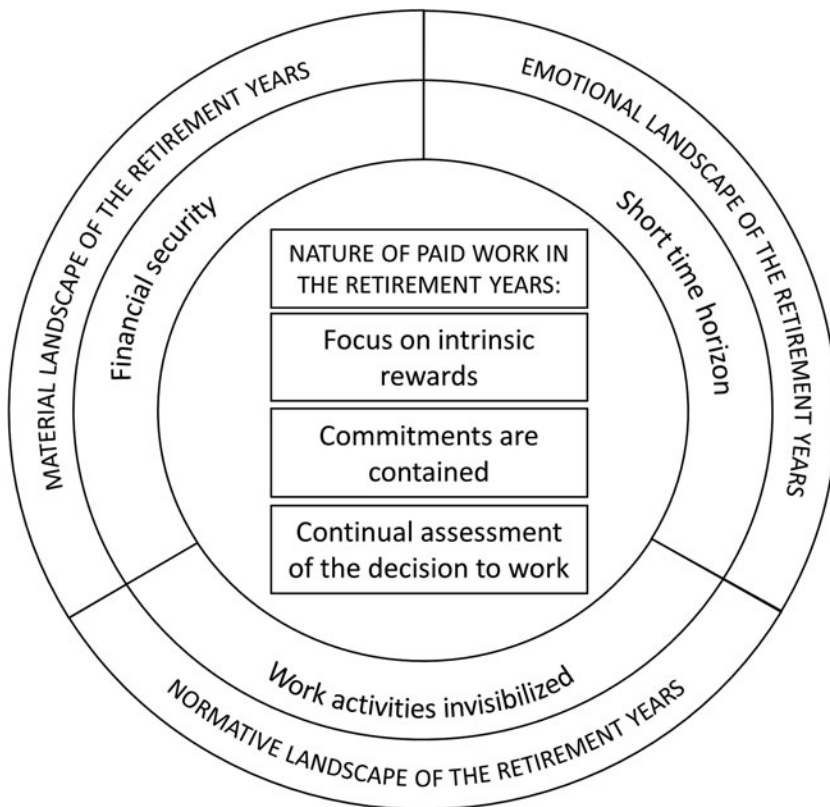 MATERIAL LANDSCAPE OF THE RETIREMENT YEARS
EMOTIONAL LANDSCAPE OF THE RETIREMENT YEARS
Financial security
Short time horizon
NATURE OF PAID WORK IN
THE RETIREMENT YEARS:
Focus on intrinsic
rewards
Commitments are
contained
Continual assessment
of the decision to work
Work activities invisibilized
NORMATIVE LANDSCAPE OF THE RETIREMENT YEARS